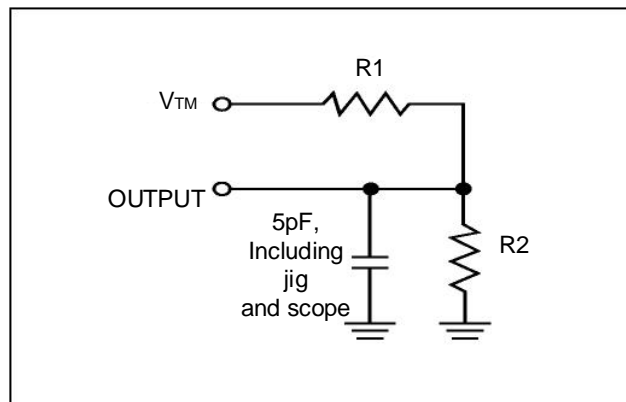 R1
VTM
OUTPUT
5pF,
Including
jig
and scope
R2